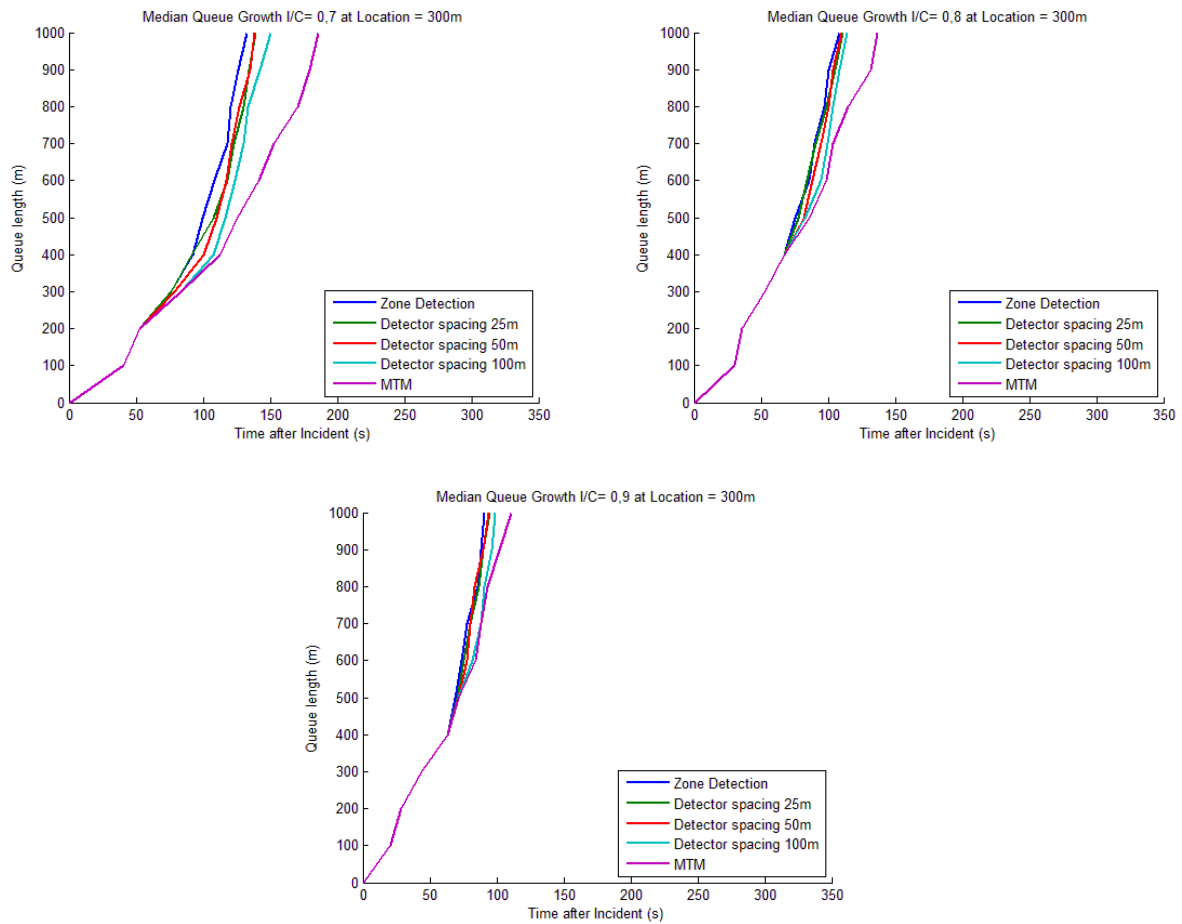 Median Queue Growth I/C= 0,7 at Location = 300m
1000
900
800
700
600
500
400
300
200
100
0
Queue length (m)
0
50
100
150
200
250
300
350
Time after Incident (s)
Zone Detection
Detector spacing 25m
Detector spacing 50m
Detector spacing 100m
MTM
Median Queue Growth I/C= 0,8 at Location = 300m
1000
900
800
700
600
500
400
300
200
100
0
Queue length (m)
0
50
100
150
200
250
300
350
Time after Incident (s)
Zone Detection
Detector spacing 25m
Detector spacing 50m
Detector spacing 100m
MTM
Median Queue Growth I/C= 0,9 at Location = 300m
1000
900
800
700
600
500
400
300
200
100
0
Queue length (m)
0
50
100
150
200
250
300
350
Time after Incident (s)
Zone Detection
Detector spacing 25m
Detector spacing 50m
Detector spacing 100m
MTM